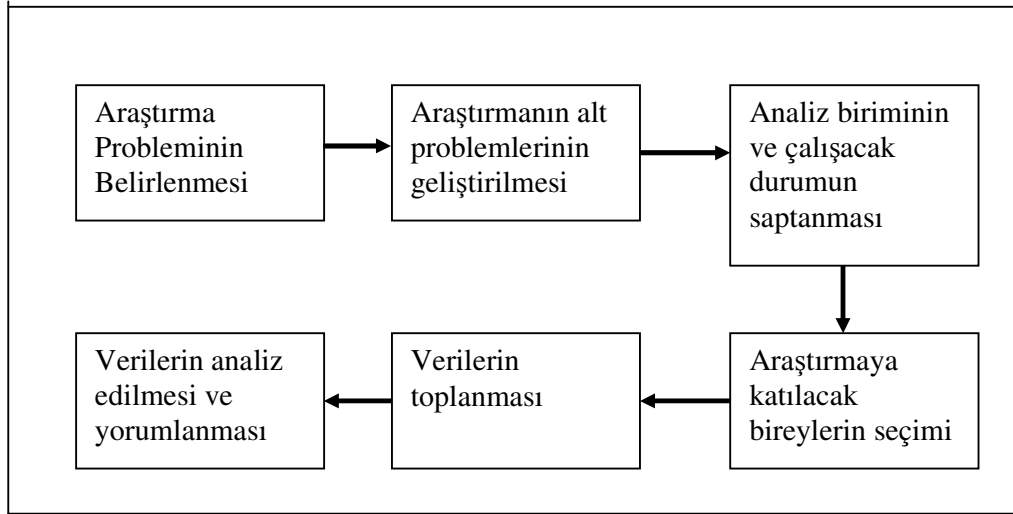 Araştırma
Probleminin
Belirlenmesi
Araştırmanın alt
problemlerinin
geliştirilmesi
Analiz biriminin
ve çalışacak
durumun
saptanması
Araştırmaya
katılacak
bireylerin seçimi
Verilerin
toplanması
Verilerin analiz
edilmesi ve
yorumlanması